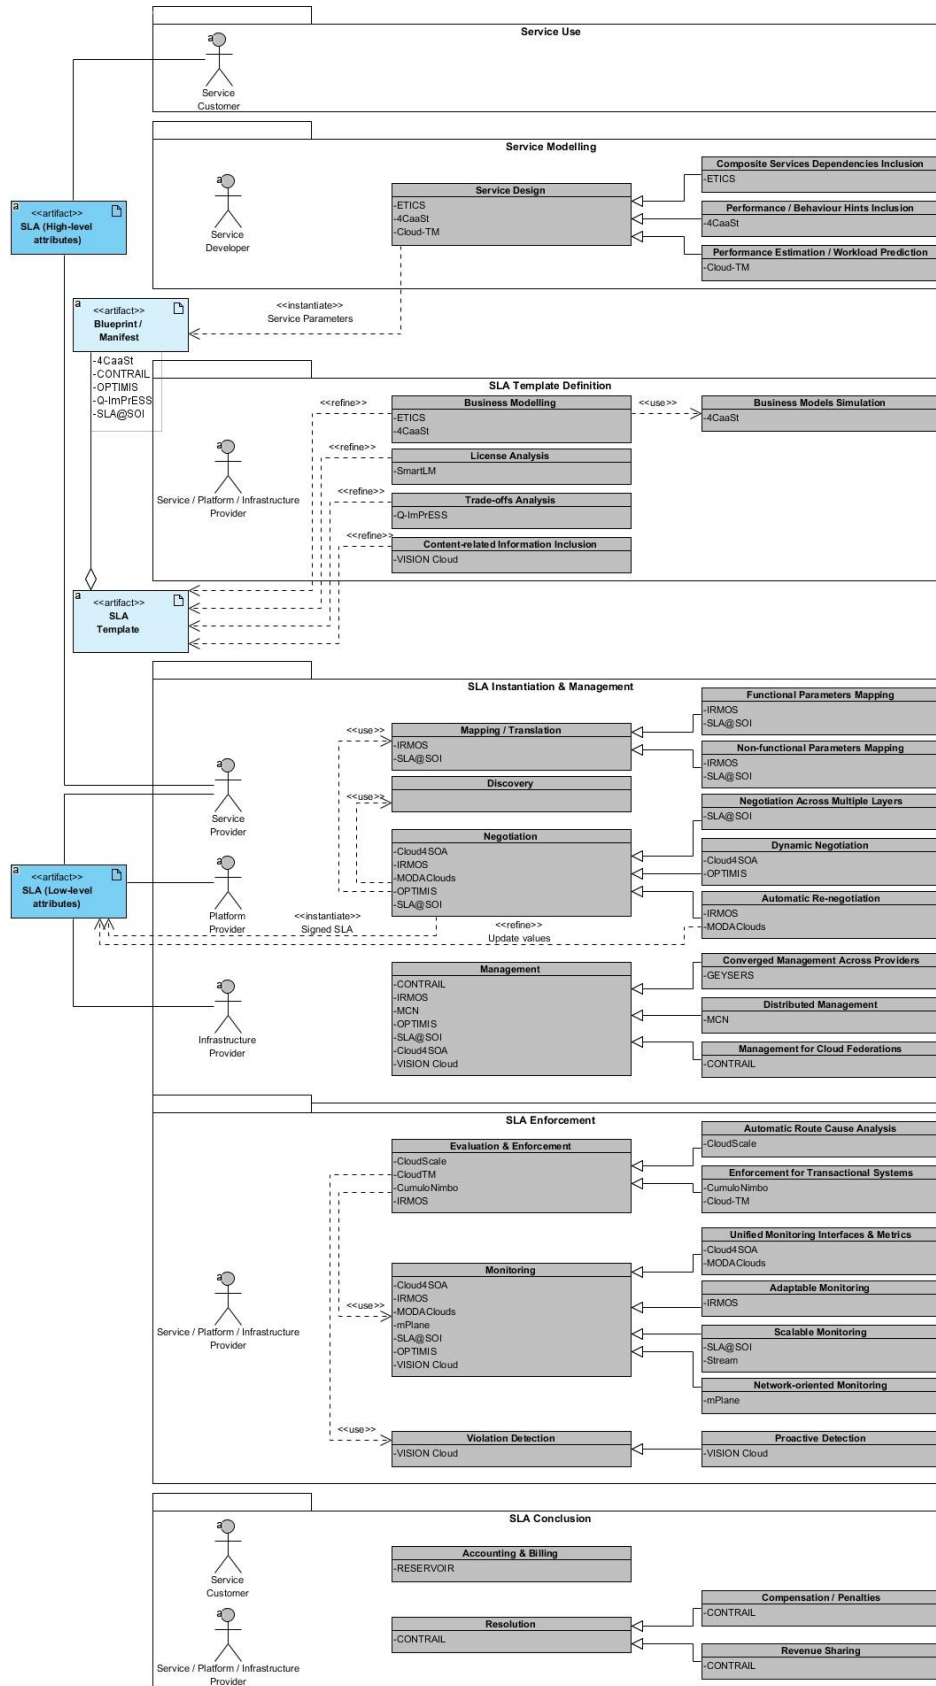 Service Use
a
Service
Customer
Service Modelling
a
Service
Developer
Service Design
-ETICS
-4CaaSt
-Cloud-TM
Composite Services Dependencies Inclusion
-ETICS
Performance / Behaviour Hints Inclusion
-4CaaSt
Performance Estimation / Workload Prediction
-Cloud-TM
a
<<artifact>>
SLA (High-level
attributes)
<<instantiate>>
Service Parameters
a
<<artifact>>
Blueprint /
Manifest
-4CaaSt
-CONTRAIL
-OPTIMIS
-Q-ImPrESS
-SLA@SOI
SLA Template Definition
a
Service / Platform / Infrastructure
Provider
<<refine>>
Business Modelling
-ETICS
-4CaaSt
<<use>>
Business Models Simulation
-4CaaSt
<<refine>>
License Analysis
-SmartLM
<<refine>>
Trade-offs Analysis
-Q-ImPrESS
<<refine>>
Content-related Information Inclusion
-VISION Cloud
a
<<artifact>>
SLA
Template
SLA Instantiation & Management
a
Service
Provider
<<use>>
Mapping / Translation
-IRMOS
-SLA@SOI
Functional Parameters Mapping
-IRMOS
-SLA@SOI
Non-functional Parameters Mapping
-IRMOS
-SLA@SOI
<<use>>
Discovery
Negotiation
-Cloud4SOA
-IRMOS
-MODAClouds
-OPTIMIS
-SLA@SOI
Negotiation Across Multiple Layers
-SLA@SOI
Dynamic Negotiation
-Cloud4SOA
-OPTIMIS
Automatic Re-negotiation
-IRMOS
-MODAClouds
a
<<artifact>>
SLA (Low-level
attributes)
a
Platform
Provider
<<instantiate>>
Signed SLA
<<refine>>
Update values
a
Infrastructure
Provider
Management
-CONTRAIL
-IRMOS
-MCN
-OPTIMIS
-SLA@SOI
-Cloud4SOA
-VISION Cloud
Converged Management Across Providers
-GEYSERS
Distributed Management
-MCN
Management for Cloud Federations
-CONTRAIL
SLA Enforcement
a
Service / Platform / Infrastructure
Provider
Evaluation & Enforcement
-CloudScale
-CloudTM
-CumuloNimbo
-IRMOS
Automatic Route Cause Analysis
-CloudScale
Enforcement for Transactional Systems
-CumuloNimbo
-Cloud-TM
<<use>>
Monitoring
-Cloud4SOA
-IRMOS
-MODAClouds
-mPlane
-SLA@SOI
-OPTIMIS
-VISION Cloud
Unified Monitoring Interfaces & Metrics
-Cloud4SOA
-MODAClouds
Adaptable Monitoring
-IRMOS
Scalable Monitoring
-SLA@SOI
-Stream
Network-oriented Monitoring
-mPlane
<<use>>
Violation Detection
-VISION Cloud
Proactive Detection
-VISION Cloud
SLA Conclusion
a
Service
Customer
Accounting & Billing
-RESERVOIR
a
Service / Platform / Infrastructure
Provider
Resolution
-CONTRAIL
Compensation / Penalties
-CONTRAIL
Revenue Sharing
-CONTRAIL